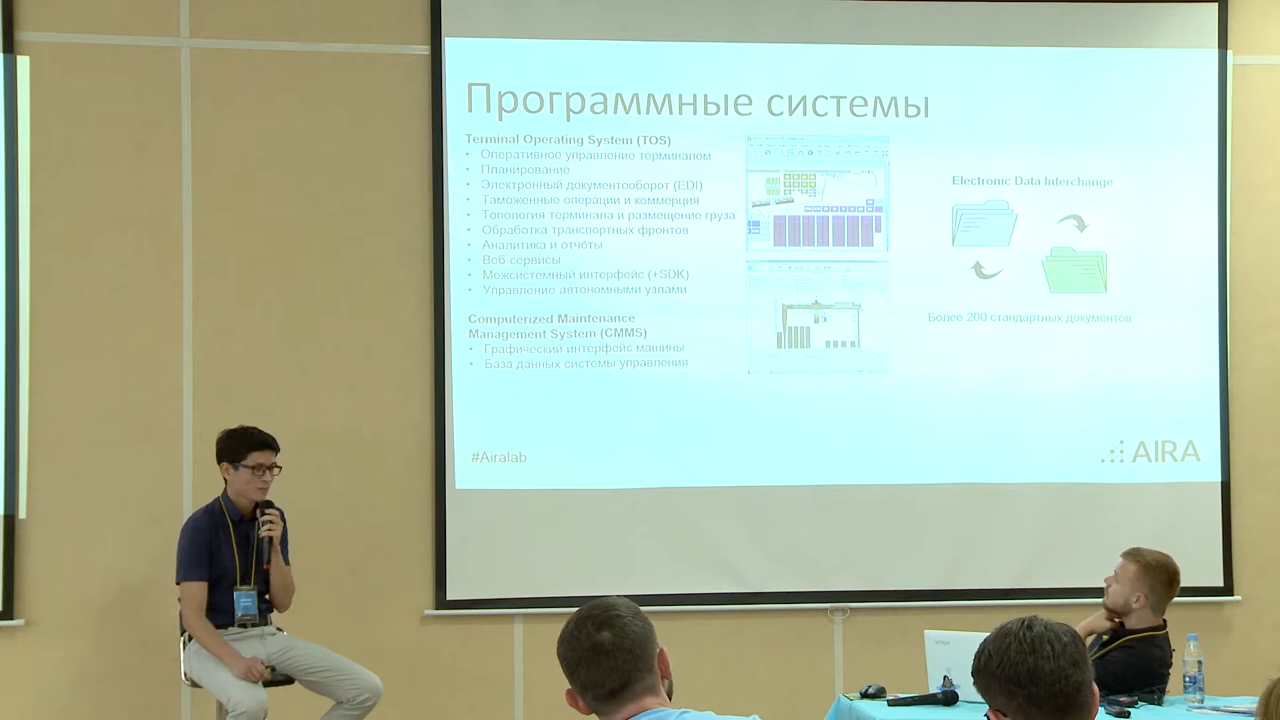 Программные системы
Terminal Operating System (TOS)
• Оперативное управление терминалом
• Планирование
• Электронный документооборот (EDI)
• Таможенные операции и коммерция
• Топология терминала и размещение груза
• Обработка транспортных фронтов
• Аналитика и отчёты
• Веб-сервисы
• Межсистемный интерфейс (+SDK)
• Управление автономными узлами
Computerized Maintenance
Management System (CMMS)
• Графический интерфейс машины
• База данных системы управления
Electronic Data Interchange
Более 200 стандартных документов
#Airalab
AIRA
YOGA